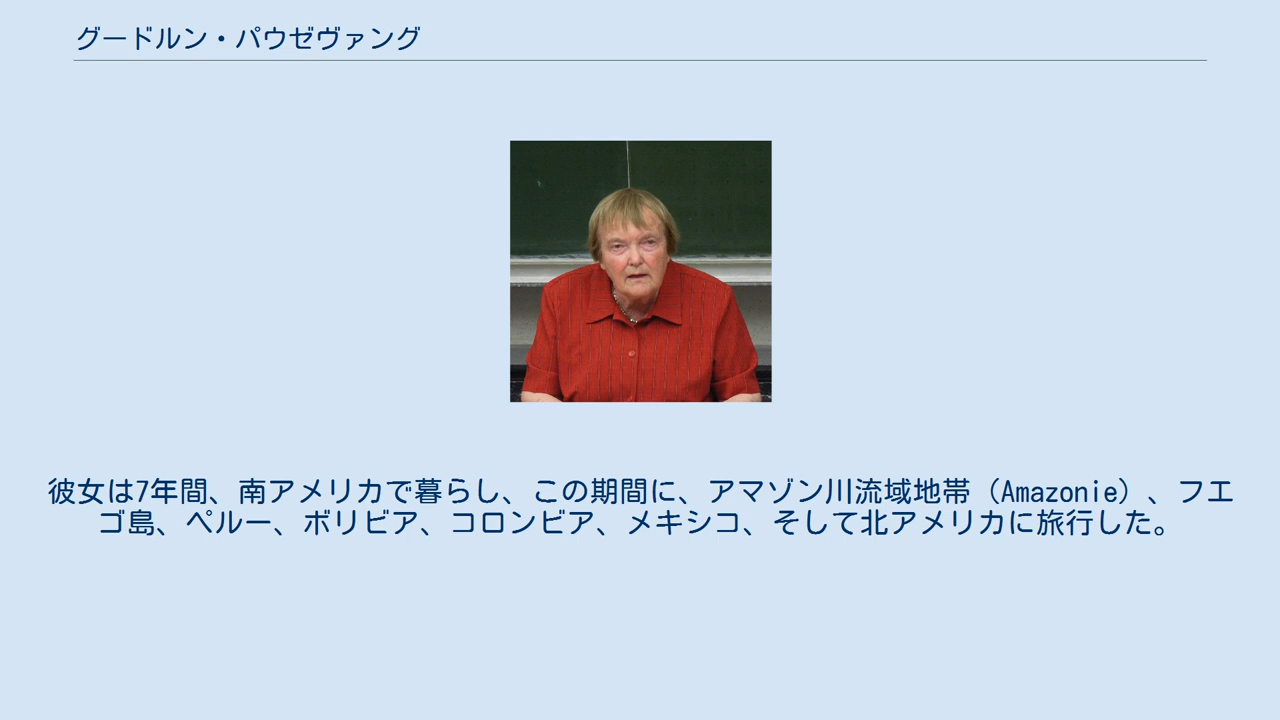 グードルン・パウゼヴァング
彼女は7年間、南アメリカで暮らし、この期間に、アマゾン川流域地帯（Amazonie）、フエ
ゴ島、ペルー、ボリビア、コロンビア、メキシコ、そして北アメリカに旅行した。